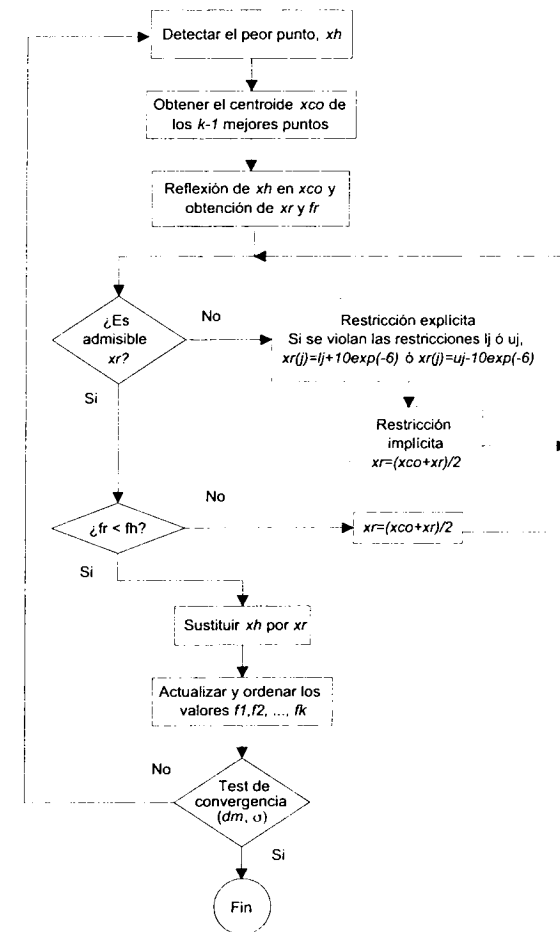 Detectar el peor punto, xh
Obtener el centroide xco de
los k-1 mejores puntos
Reflexión de xh en xco y
obtención de xr y fr
¿Es
admisible
xr?
No
Restricción explícita
Si se violan las restricciones lj ó uj,
xr(j)=lj+10exp(-6) ó xr(j)=uj-10exp(-6)
Si
Restricción
implícita
xr=(xco+xr)/2
¿fr < fh?
No
xr=(xco+xr)/2
Si
Sustituir xh por xr
Actualizar y ordenar los
valores f1,f2, ..., fk
No
Test de
convergencia
(dm, σ)
Si
Fin